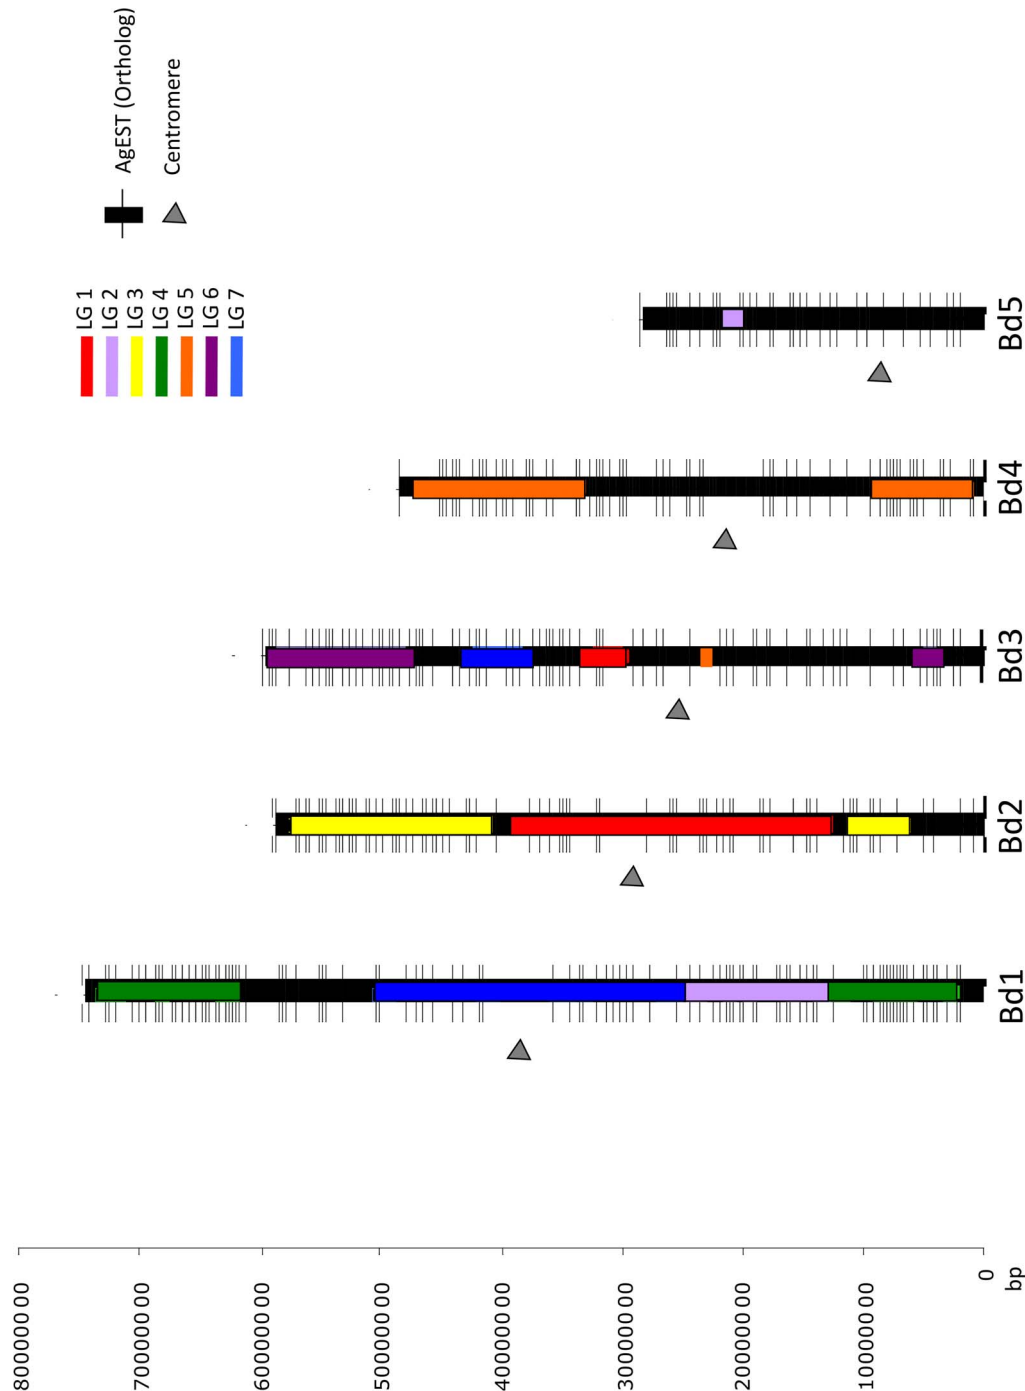 LG 1
LG 2
LG 3
LG 4
LG 5
LG 6
LG 7
AgEST (Ortholog)
Centromere
80000000
70000000
60000000
50000000
40000000
30000000
20000000
10000000
0
bp
Bd1
Bd2
Bd3
Bd4
Bd5